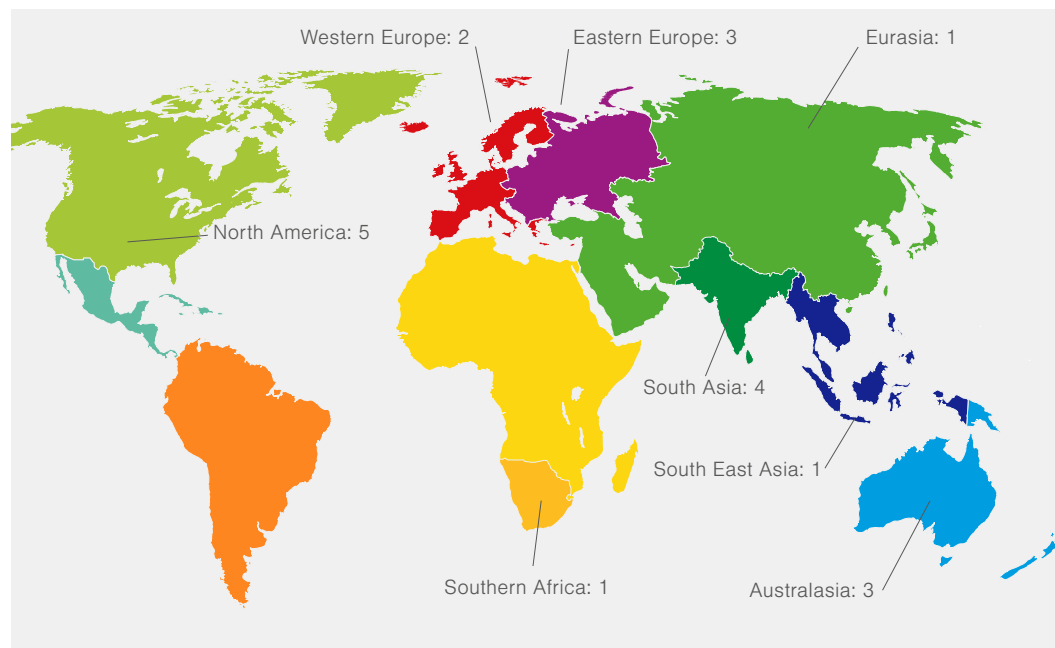 Western Europe: 2
Eastern Europe: 3
Eurasia: 1
North America: 5
South Asia: 4
South East Asia: 1
Southern Africa: 1
Australasia: 3